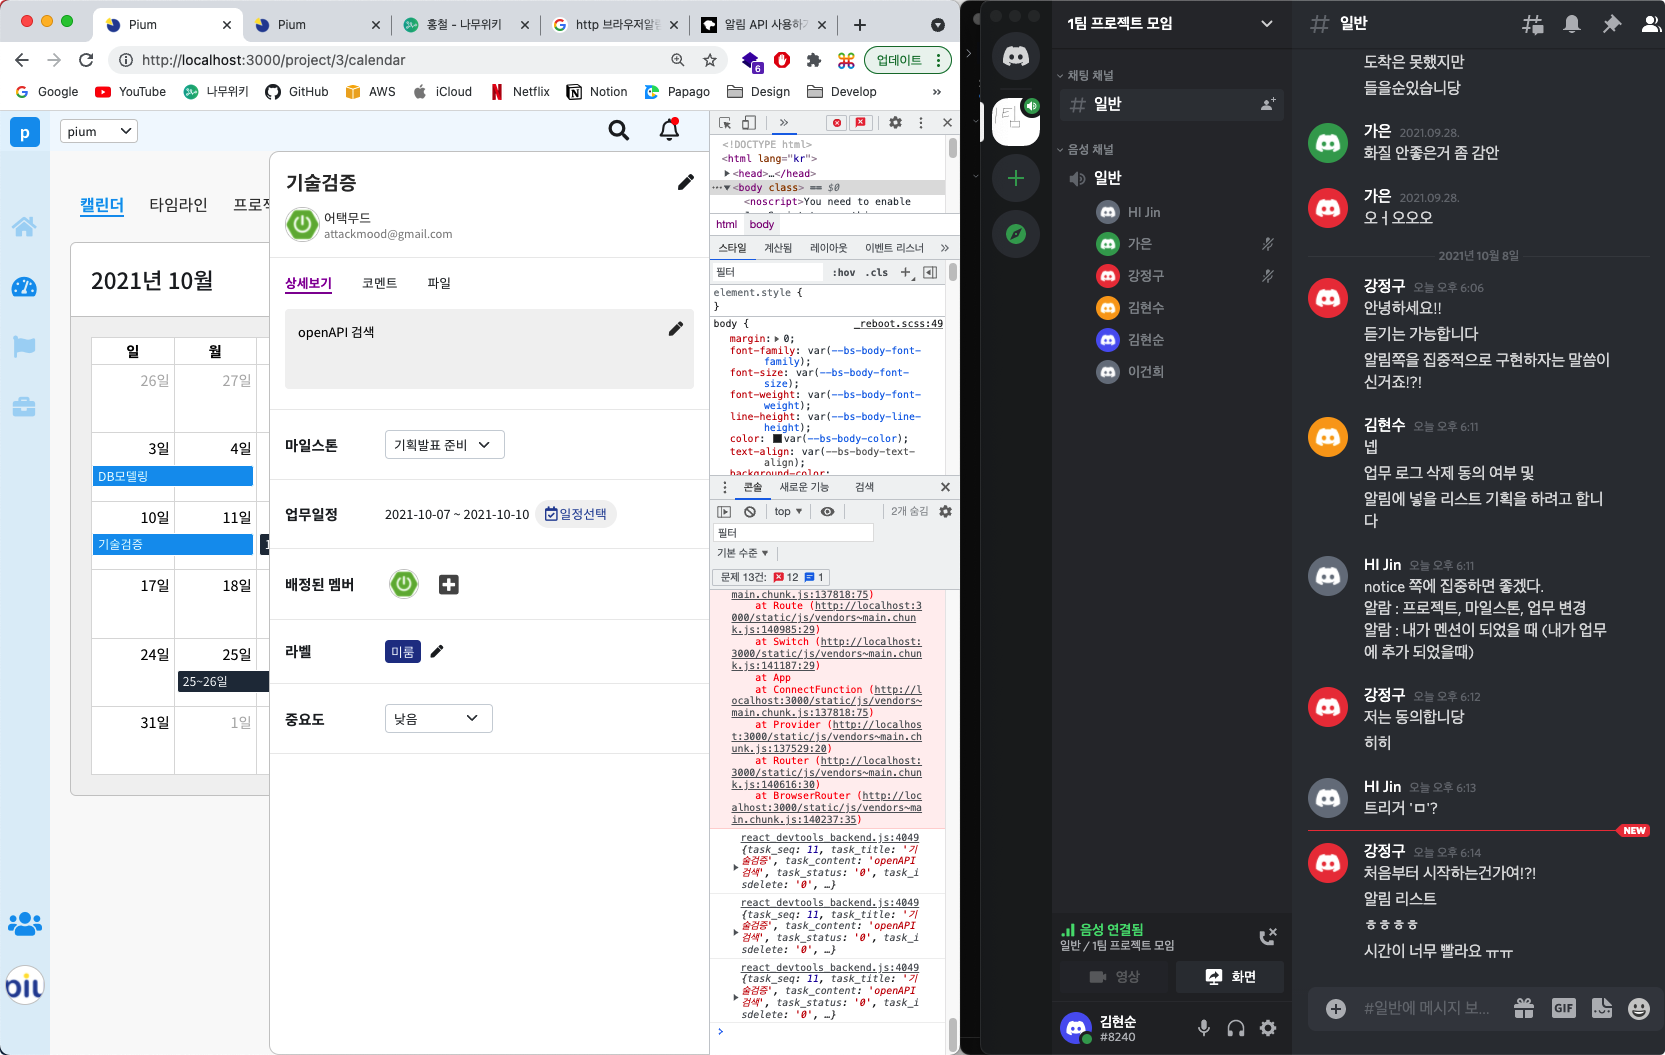 Pium
Pium
홍철 - 나무위키
http 브라우저알림
알림 API 사용하기
http://localhost:3000/project/3/calendar
6
업데이트
Google
YouTube
나무위키
GitHub
AWS
iCloud
Netflix
Notion
Papago
Design
Develop
»
p
pium
캘린더
타임라인
프로젝
2021년 10월
일
월
26일
27일
3일
4일
DB모델링
10일
11일
기술검증
17일
18일
24일
25일
25~26일
31일
1일
기술검증
어택무드
attackmood@gmail.com
상세보기
코멘트
파일
openAPI 검색
마일스톤
기획발표 준비
업무일정
2021-10-07 ~ 2021-10-10
일정선택
배정된 멤버
라벨
미룸
중요도
낮음
<!DOCTYPE html>
<html lang="kr">
<head>…</head>
<body class> == $0
<noscript>You need to enable
html
body
스타일
계산됨
레이아웃
이벤트 리스너
»
필터
:hov
.cls
element.style {
}
body {
_reboot.scss:49
margin: 0;
font-family: var(--bs-body-font-
family);
font-size: var(--bs-body-font-
size);
font-weight: var(--bs-body-font-
weight);
line-height: var(--bs-body-line-
height);
color: var(--bs-body-color);
text-align: var(--bs-body-text-
align);
background-color:
콘솔
새로운 기능
검색
top
2개 숨김
필터
기본 수준
문제 13건:
12
1
main.chunk.js:137818:75)
at Route (http://localhost:3
000/static/js/vendors~main.chun
k.js:140985:29)
at Switch (http://localhost:
3000/static/js/vendors~main.chun
k.js:141187:29)
at App
at ConnectFunction (http://l
ocalhost:3000/static/js/vendors~
main.chunk.js:137818:75)
at Provider (http://localhos
t:3000/static/js/vendors~main.ch
unk.js:137529:20)
at Router (http://localhost:
3000/static/js/vendors~main.chun
k.js:140616:30)
at BrowserRouter (http://loc
alhost:3000/static/js/vendors~ma
in.chunk.js:140237:35)
react_devtools_backend.js:4049
{task_seq: 11, task_title: '기
술검증', task_content: 'openAPI
검색', task_status: '0', task_i
sdelete: '0', …}
react_devtools_backend.js:4049
{task_seq: 11, task_title: '기
술검증', task_content: 'openAPI
검색', task_status: '0', task_i
sdelete: '0', …}
react_devtools_backend.js:4049
{task_seq: 11, task_title: '기
술검증', task_content: 'openAPI
검색', task_status: '0', task_i
sdelete: '0', …}
1팀 프로젝트 모임
채팅 채널
일반
음성 채널
일반
HI Jin
가은
강정구
김현수
김현순
이건희
음성 연결됨
일반 / 1팀 프로젝트 모임
영상
화면
김현순
#8240
일반
도착은 못했지만
들을순있습니당
가은 2021.09.28.
화질 안좋은거 좀 감안
가은 2021.09.28.
오ㅓ오오오
2021년 10월 8일
강정구 오늘 오후 6:06
안녕하세요!!
듣기는 가능합니다
알림쪽을 집중적으로 구현하자는 말씀이
신거죠!?!
김현수 오늘 오후 6:11
넵
업무 로그 삭제 동의 여부 및
알림에 넣을 리스트 기획을 하려고 합니
다
HI Jin 오늘 오후 6:11
notice 쪽에 집중하면 좋겠다.
알람 : 프로젝트, 마일스톤, 업무 변경
알람 : 내가 멘션이 되었을 때 (내가 업무
에 추가 되었을때)
강정구 오늘 오후 6:12
저는 동의합니당
히히
HI Jin 오늘 오후 6:13
트리거 'ㅁ'?
NEW
강정구 오늘 오후 6:14
처음부터 시작하는건가여!?!
알림 리스트
ㅎㅎㅎㅎ
시간이 너무 빨라요 ㅠㅠ
#일반에 메시지 보...
GIF